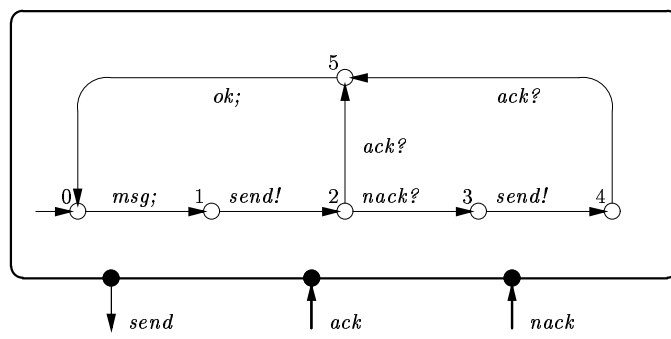 5
ok;
ack?
ack?
0
msg;
1
send!
2
nack?
3
send!
4
send
ack
nack